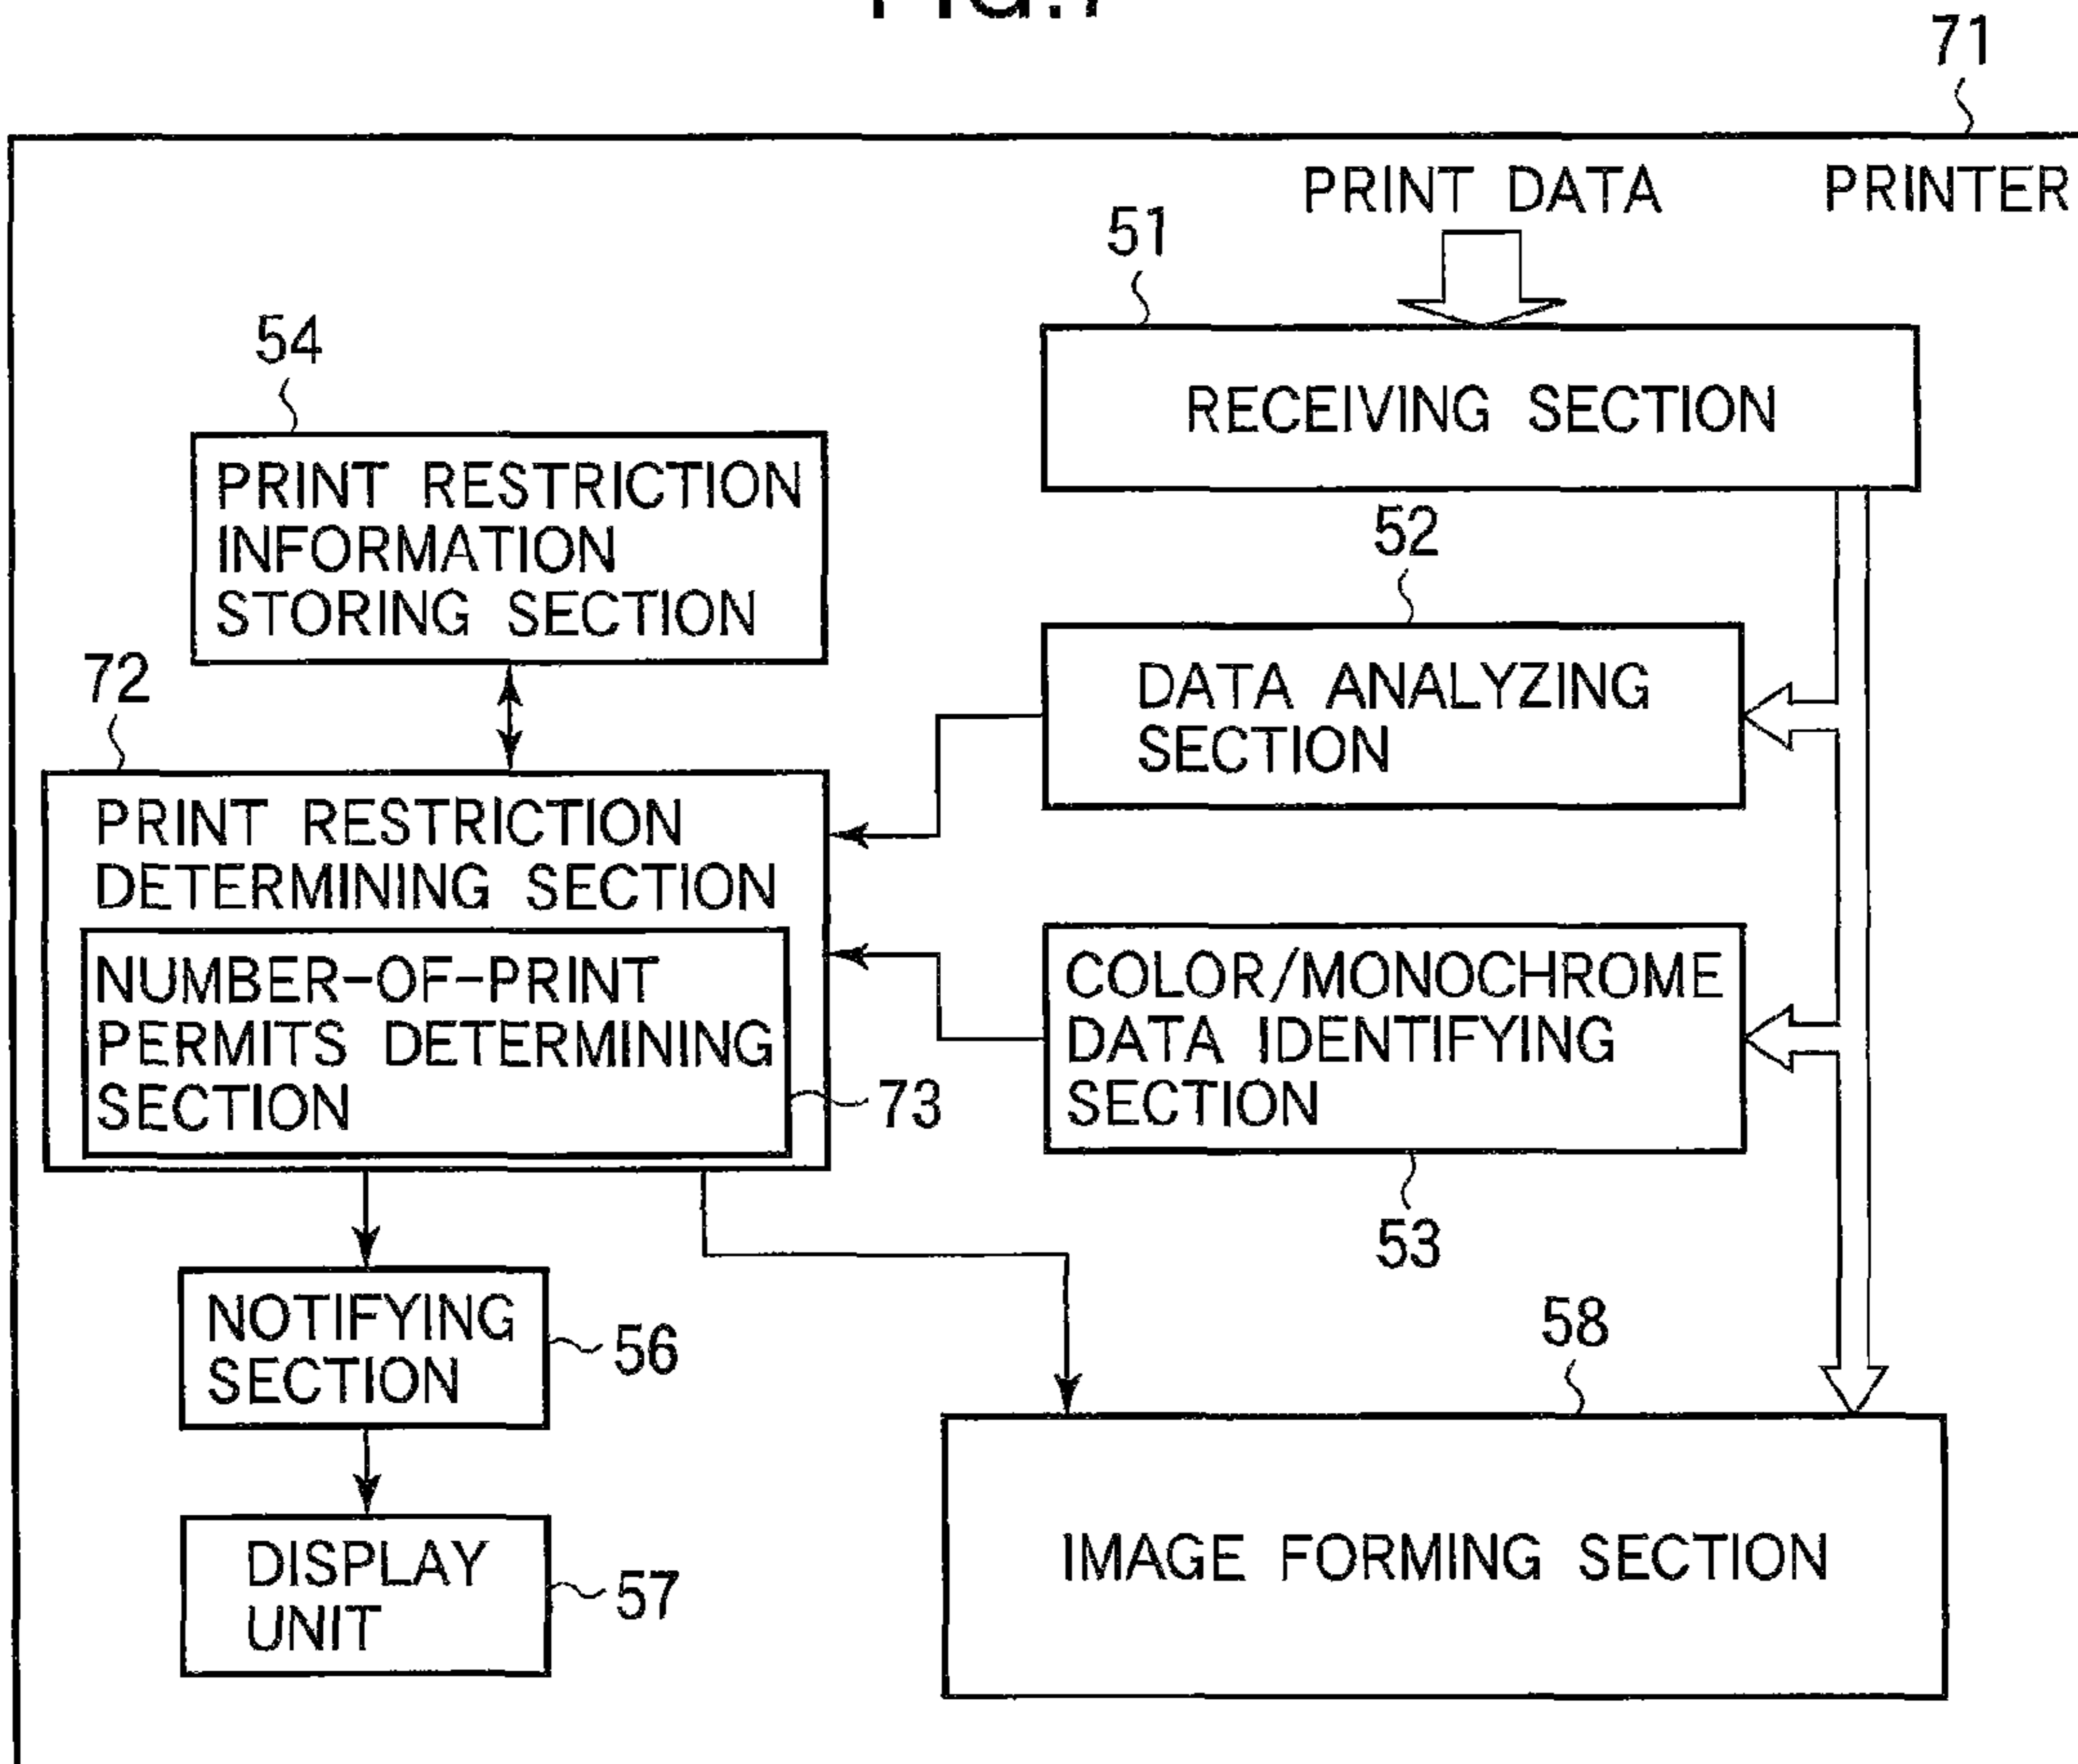 FIG.7
71
PRINT DATA
PRINTER
51
RECEIVING SECTION
54
PRINT RESTRICTION
INFORMATION
STORING SECTION
52
DATA ANALYZING
SECTION
72
PRINT RESTRICTION
DETERMINING SECTION
NUMBER-OF-PRINT
PERMITS DETERMINING
SECTION
73
COLOR/MONOCHROME
DATA IDENTIFYING
SECTION
53
NOTIFYING
SECTION
56
58
IMAGE FORMING SECTION
DISPLAY
UNIT
57